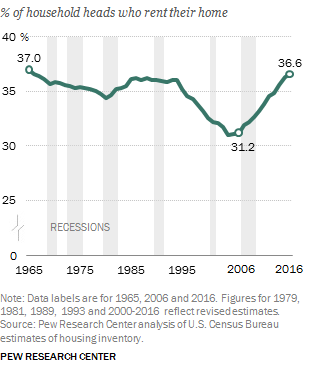 % of household heads who rent their home
40 %
37.0
36.6
35
30
31.2
25
RECESSIONS
0
1965 1975 1985 1995 2006 2016
Note: Data labels are for 1965, 2006 and 2016. Figures for 1979,
1981, 1989, 1993 and 2000-2016 reflect revised estimates.
Source: Pew Research Center analysis of U.S. Census Bureau
estimates of housing inventory.
PEW RESEARCH CENTER